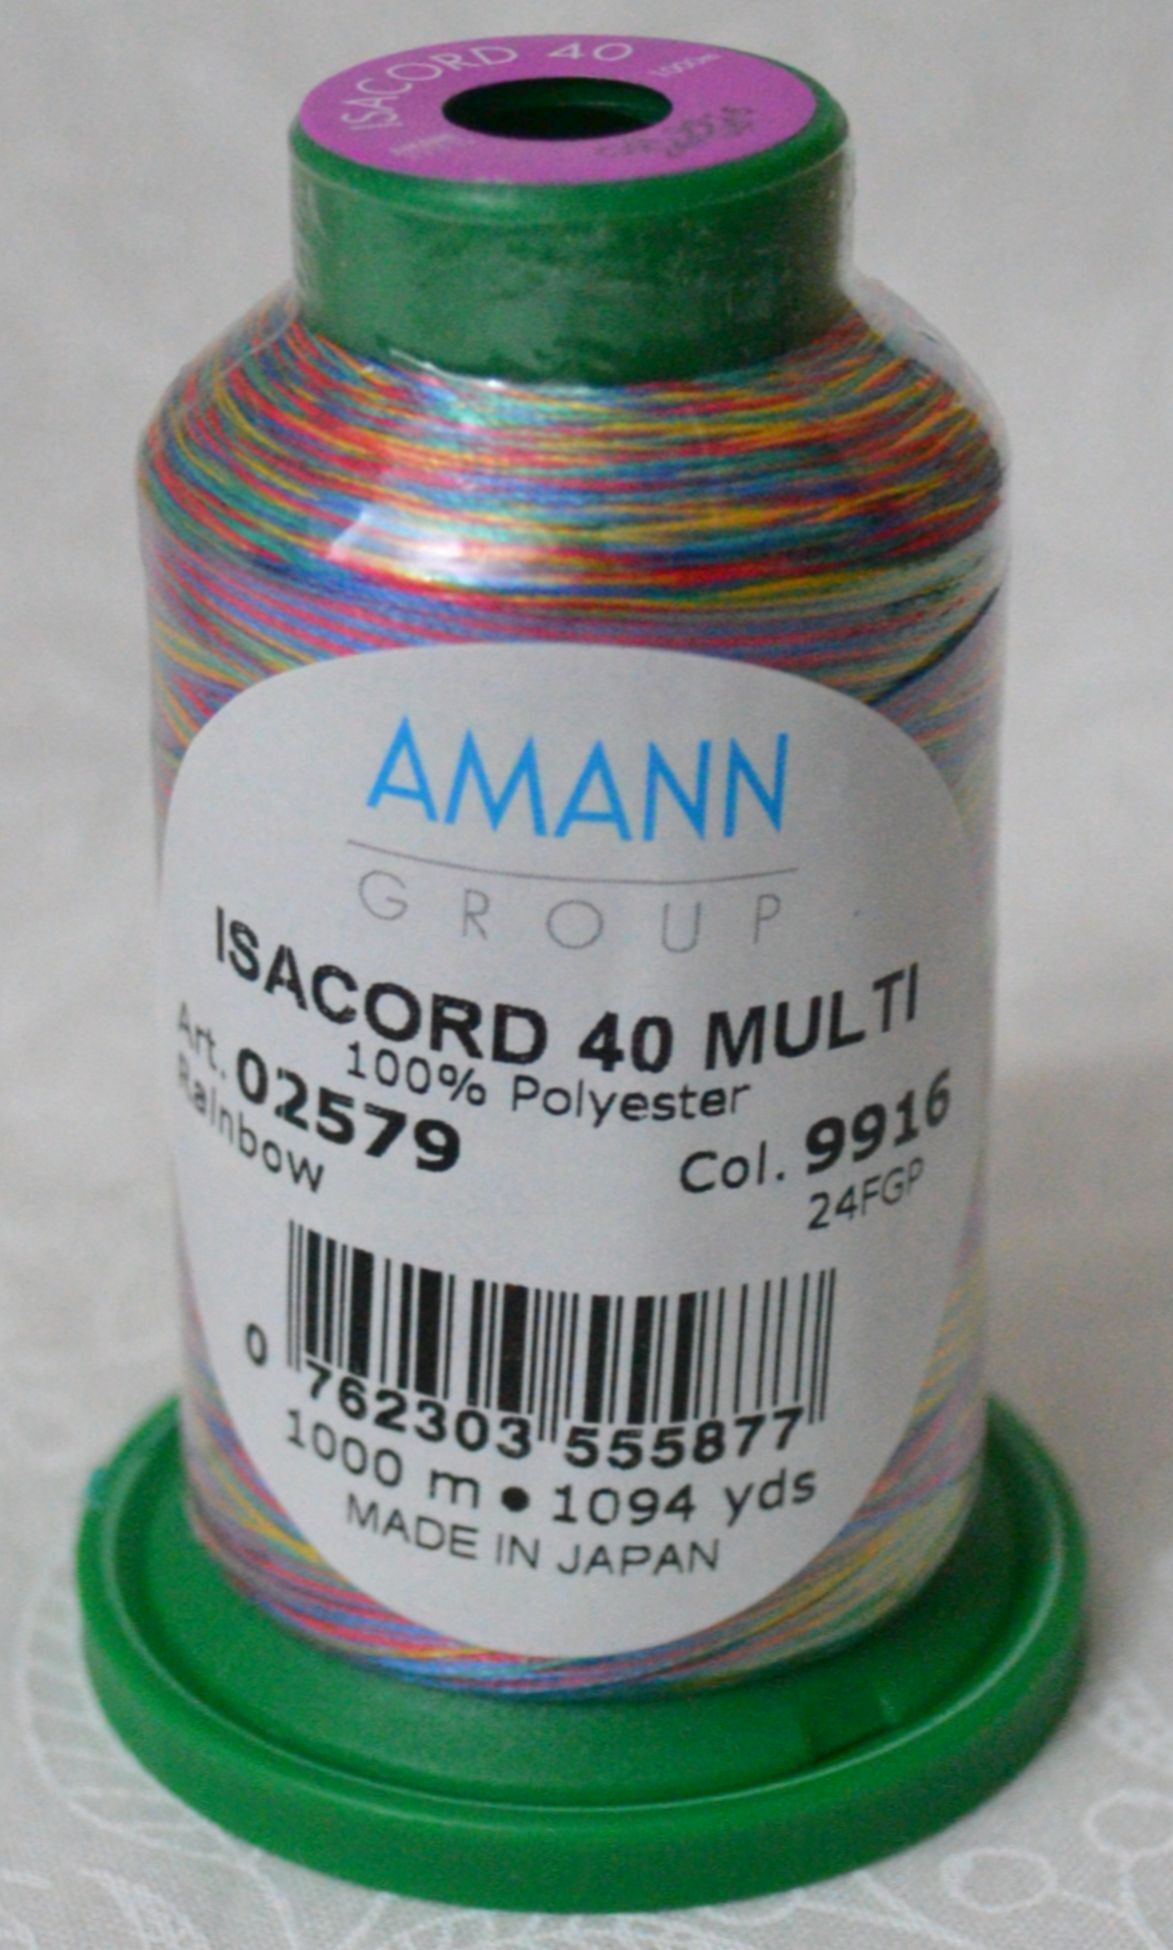 ISACORD 40
1000m
AMANN
GROUP
ISACORD 40 MULTI
100% Polyester
Art. 02579
Col. 9916
Rainbow
24FGP
0 762303 555877
1000 m • 1094 yds
MADE IN JAPAN